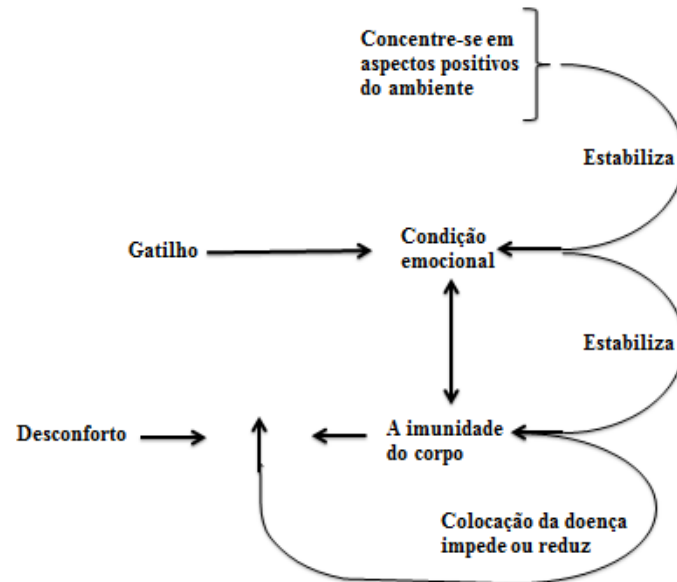 Concentre-se em
aspectos positivos
do ambiente
Estabiliza
Gatilho
Condição
emocional
Estabiliza
Desconforto
A imunidade
do corpo
Colocação da doença
impede ou reduz